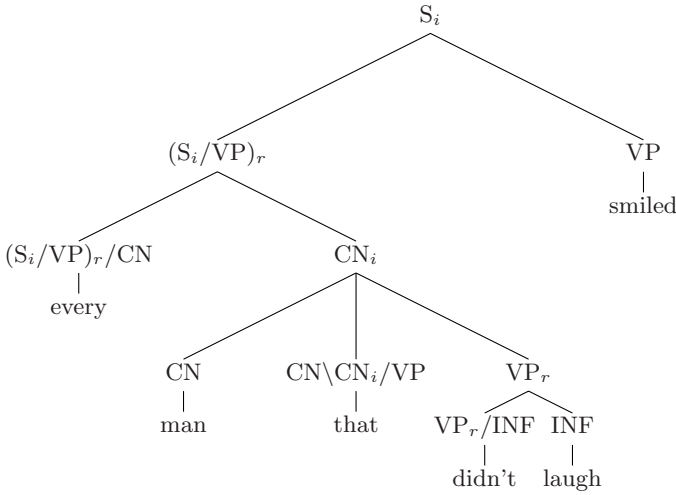 S_i
(S_i/VP)_r VP
smiled
(S_i/VP)_r/CN CN_i
every
CN CN\CN_i/VP VP_r
man that VP_r/INF INF
didn't laugh